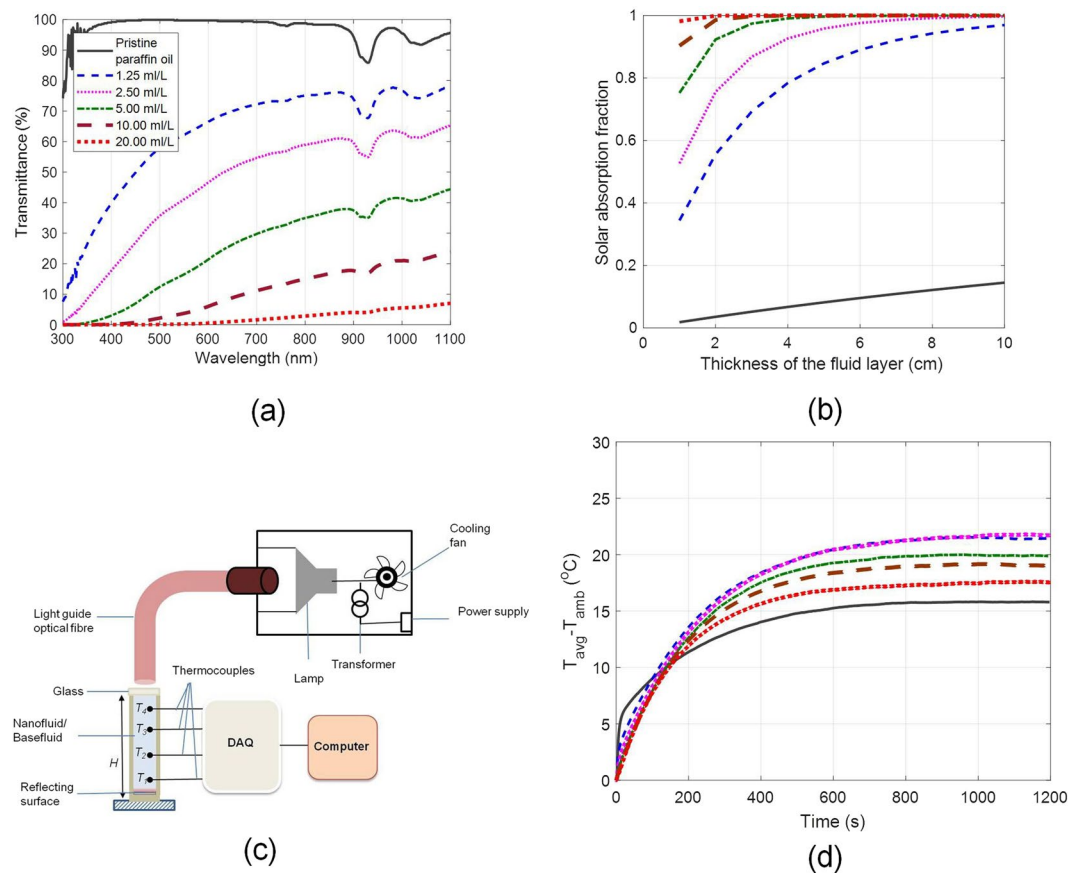 100
90
80
70
60
50
40
30
20
10
0
Transmittance (%)
Pristine
paraffin oil
1.25 ml/L
2.50 ml/L
5.00 ml/L
10.00 ml/L
20.00 ml/L
300 400 500 600 700 800 900 1000 1100
Wavelength (nm)
(a)
1
0.8
0.6
0.4
0.2
0
Solar absorption fraction
0 2 4 6 8 10
Thickness of the fluid layer (cm)
(b)
Cooling
fan
Power supply
Light guide
optical fibre
Transformer
Lamp
Thermocouples
Glass
Nanofluid/
Basefluid
Reflecting
surface
H
T4
T3
T2
T1
DAQ
Computer
(c)
30
25
20
15
10
5
0
Tavg-Tamb (oC)
0 200 400 600 800 1000 1200
Time (s)
(d)